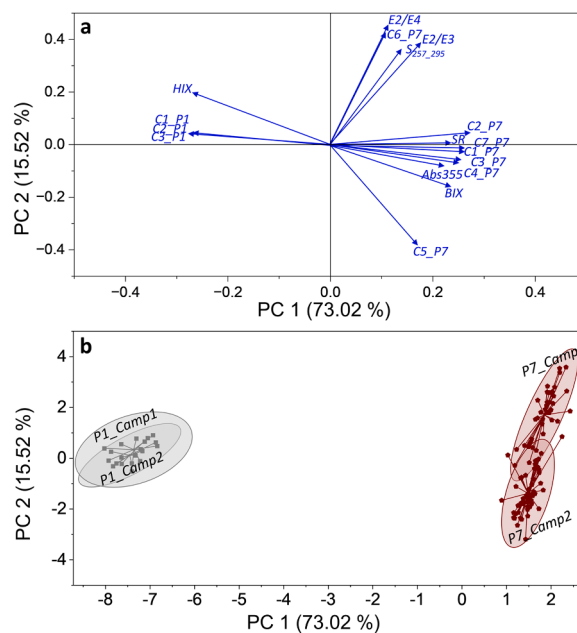 a
E2/E4
C6_P7
E2/E3
S257_295
HIX
C1_P1
C2_P1
C3_P1
C2_P7
SR
C7_P7
C1_P7
C3_P7
Abs355
C4_P7
BIX
C5_P7
0.4
0.2
0.0
−0.2
−0.4
PC 2 (15.52 %)
−0.4
−0.2
0.0
0.2
0.4
PC 1 (73.02 %)
b
P1_Camp1
P1_Camp2
P7_Camp
P7_Camp2
4
2
0
-2
-4
PC 2 (15.52 %)
-8
-7
-6
-5
-4
-3
-2
-1
0
1
2
PC 1 (73.02 %)